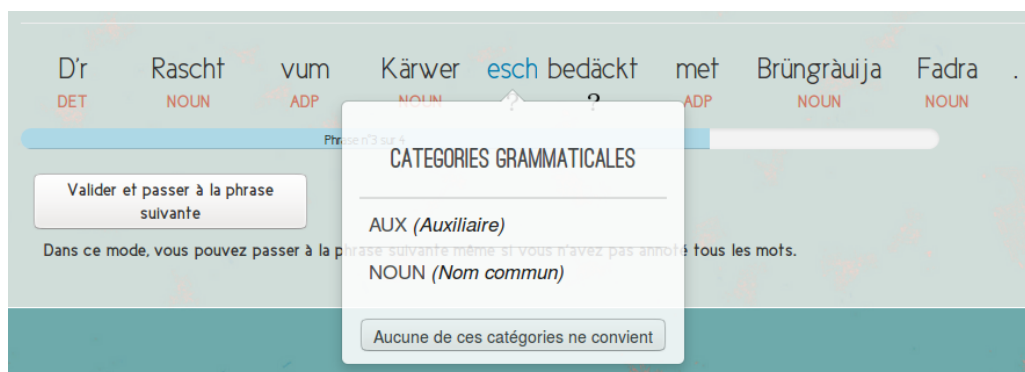 D'r Rascht vum Kärwer esch bedäckt met Brüngràuija Fadra .
DET NOUN ADP NOUN ? ? ADP NOUN NOUN
Phrase n°3 sur 4
CATEGORIES GRAMMATICALES
AUX (Auxiliaire)
NOUN (Nom commun)
Aucune de ces catégories ne convient
Valider et passer à la phrase
suivante
Dans ce mode, vous pouvez passer à la phrase suivante même si vous n'avez pas annoté tous les mots.